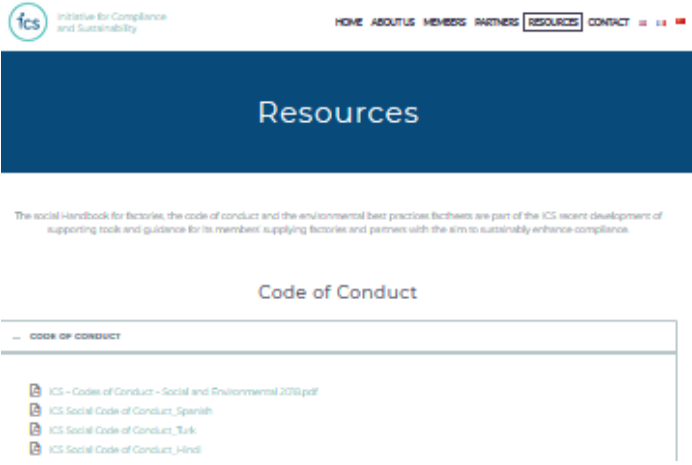 ics
Initiative for Compliance
and Sustainability
HOME ABOUT US MEMBERS PARTNERS RESOURCES CONTACT
Resources
The social Handbook for factories, the code of conduct and the environmental best practices factheets are part of the ICS recent development of
supporting tools and guidance for its members' supplying factories and partners with the aim to sustainably enhance compliance.
Code of Conduct
CODE OF CONDUCT
ICS – Codes of Conduct – Social and Environmental 2018.pdf
ICS Social Code of Conduct_Spanish
ICS Social Code of Conduct_Turk
ICS Social Code of Conduct_Hindi